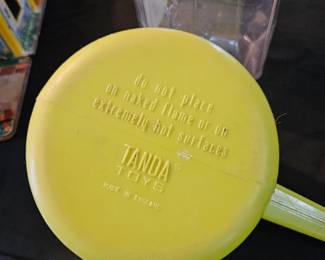 do not place
on naked flame or on
extremely hot surfaces
TANDA
TOYS
MADE IN ENGLAND